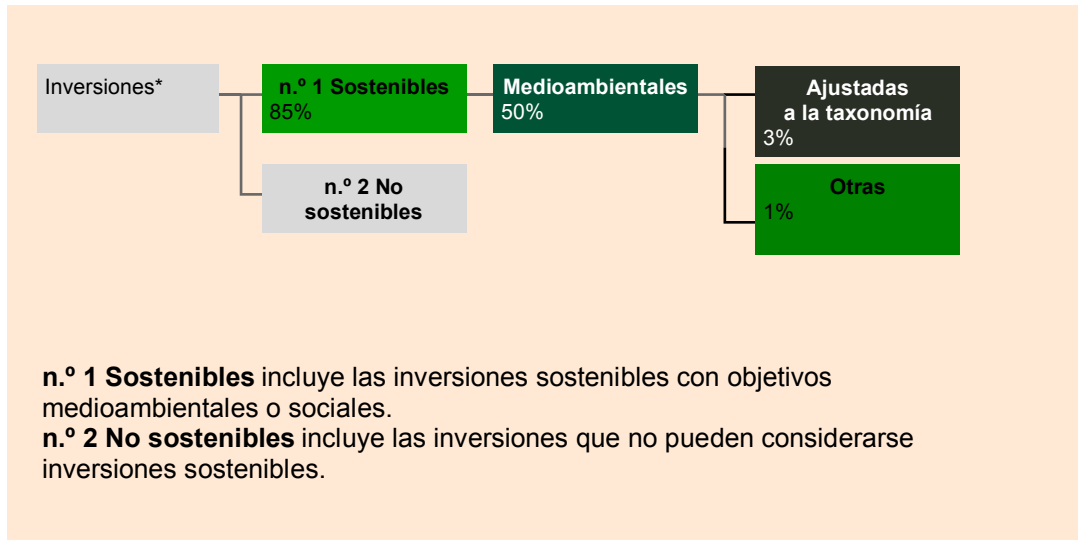 Inversiones*
n.º 1 Sostenibles
85%
Medioambientales
50%
Ajustadas
a la taxonomía
3%
n.º 2 No
sostenibles
Otras
1%
n.º 1 Sostenibles incluye las inversiones sostenibles con objetivos
medioambientales o sociales.
n.º 2 No sostenibles incluye las inversiones que no pueden considerarse
inversiones sostenibles.